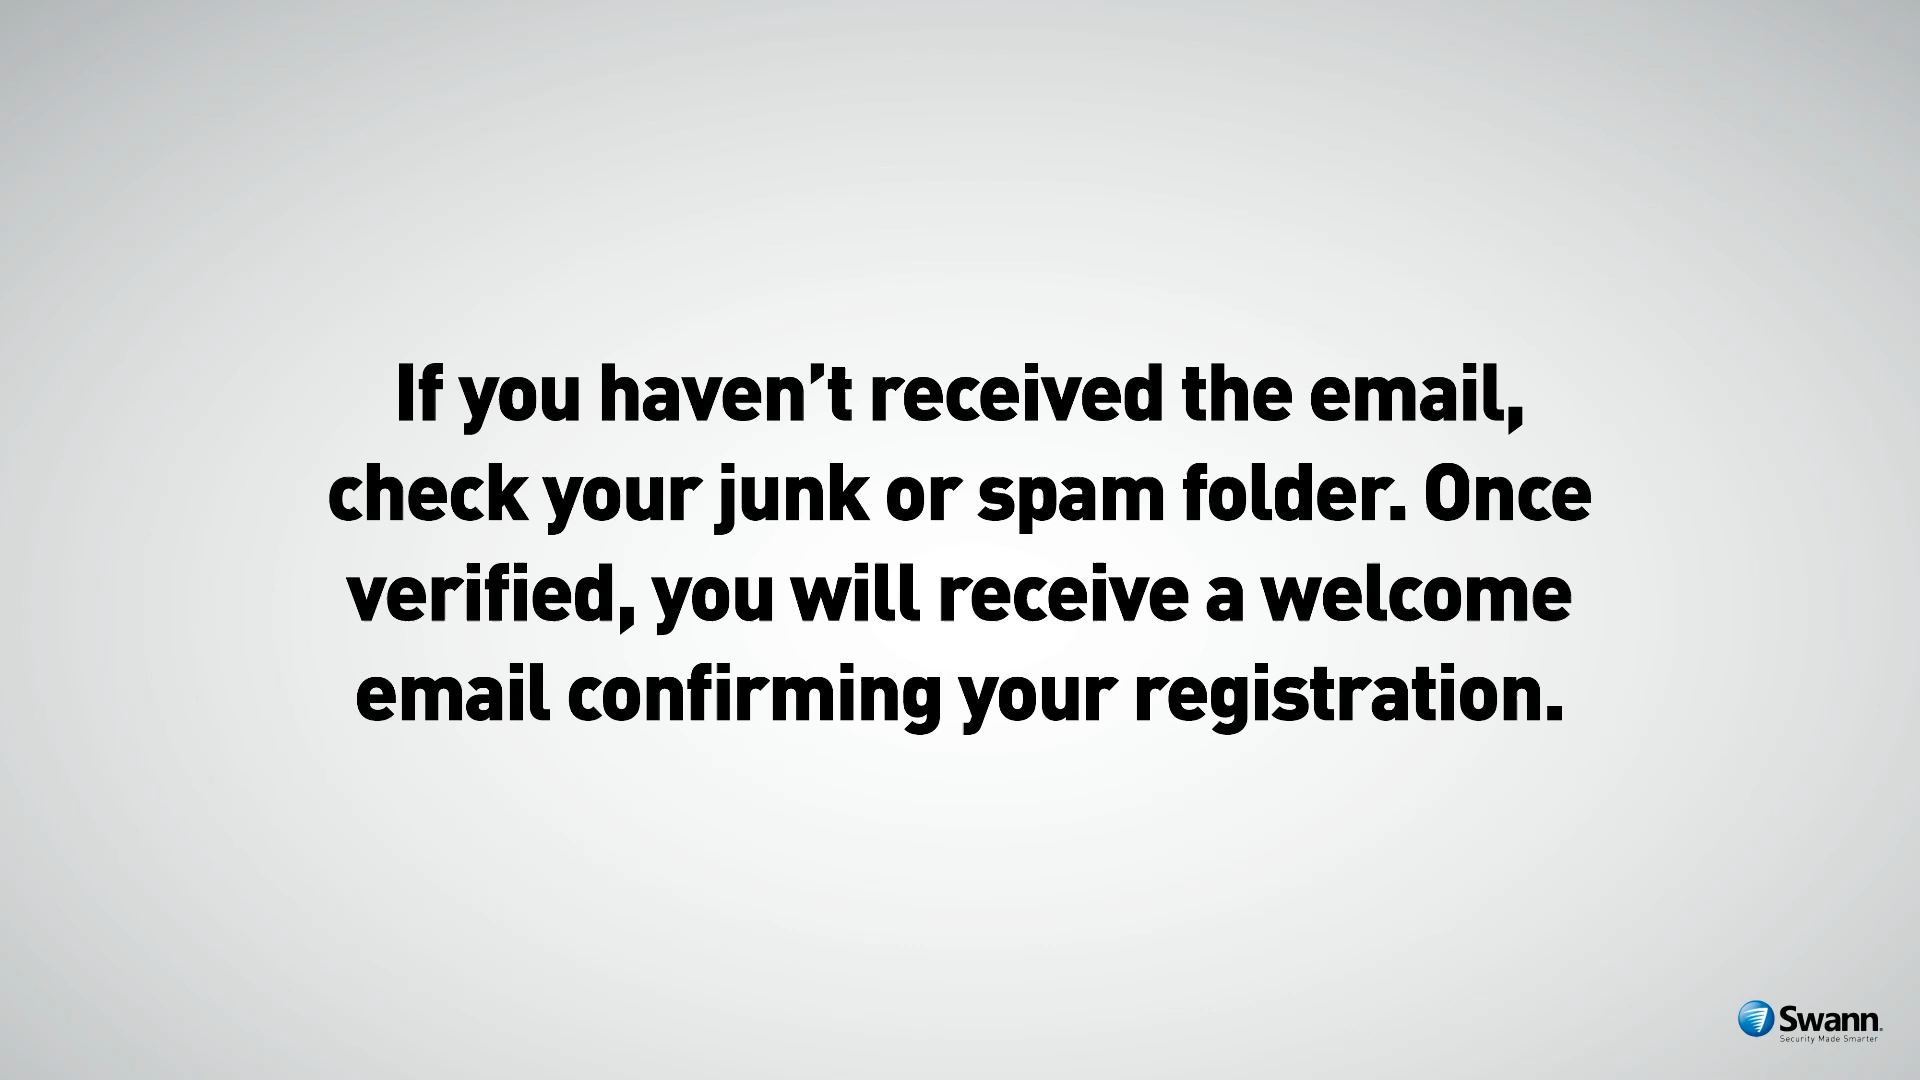 If you haven’t received the email,
check your junk or spam folder. Once
verified, you will receive a welcome
email confirming your registration.
Swann
Security Made Smarter